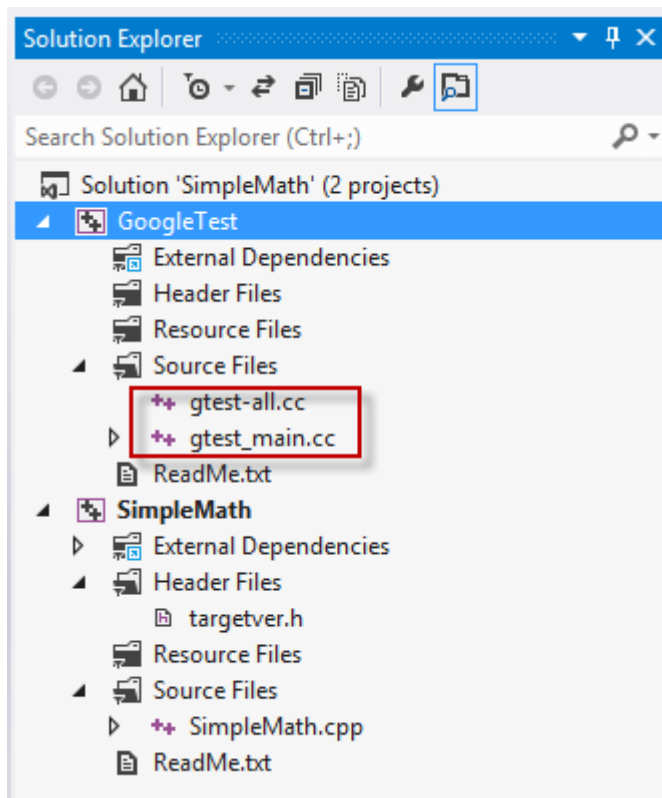 Solution Explorer
Search Solution Explorer (Ctrl+;)
Solution 'SimpleMath' (2 projects)
GoogleTest
External Dependencies
Header Files
Resource Files
Source Files
gtest-all.cc
gtest_main.cc
ReadMe.txt
SimpleMath
External Dependencies
Header Files
targetver.h
Resource Files
Source Files
SimpleMath.cpp
ReadMe.txt